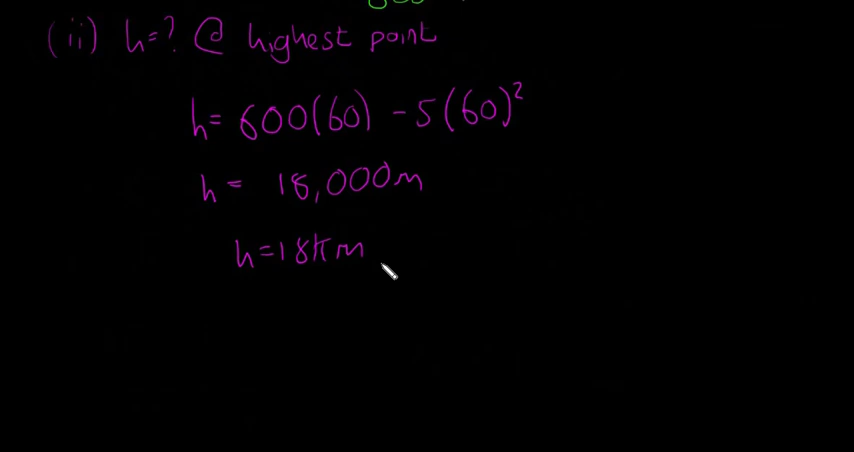 (ii) h=? @ highest point
h= 600(60) - 5(60)²
h = 18,000m
h=18km